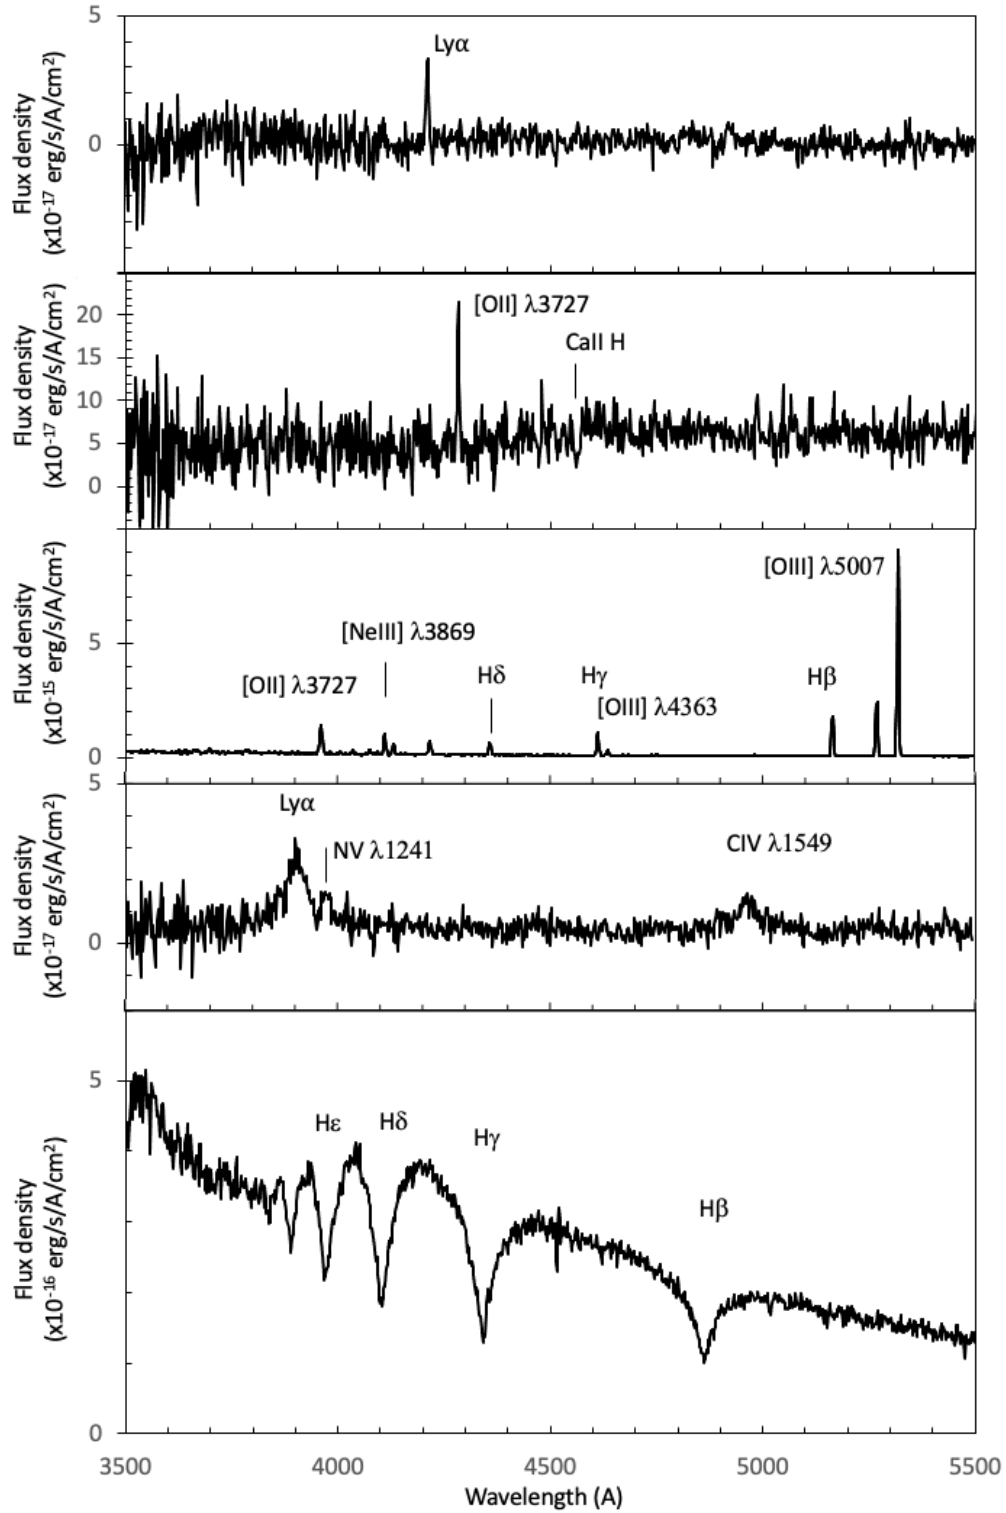 5
Lyα
0
Flux density
(x10-17 erg/s/A/cm2)
20
[OII] λ3727
CaII H
15
10
5
0
Flux density
(x10-17 erg/s/A/cm2)
[OIII] λ5007
[NeIII] λ3869
5
[OII] λ3727
Hδ
Hγ
Hβ
[OIII] λ4363
0
Flux density
(x10-15 erg/s/A/cm2)
5
Lyα
NV λ1241
CIV λ1549
0
Flux density
(x10-17 erg/s/A/cm2)
5
Hε
Hδ
Hγ
Hβ
0
Flux density
(x10-16 erg/s/A/cm2)
3500 4000 4500 5000 5500
Wavelength (A)